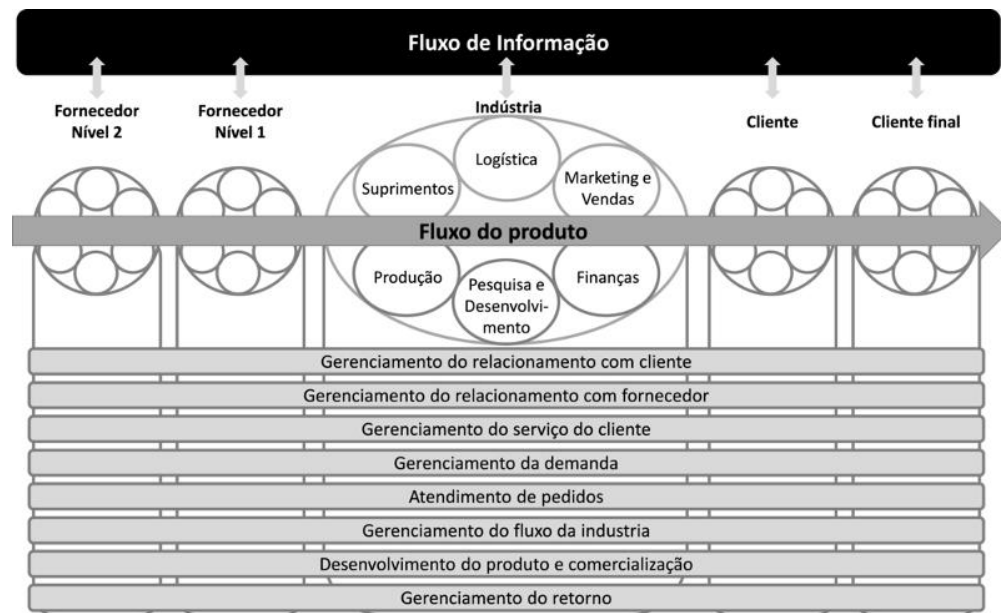 Fluxo de Informação
Fornecedor
Nível 2
Fornecedor
Nível 1
Indústria
Cliente
Cliente final
Logística
Suprimentos
Marketing e
Vendas
Fluxo do produto
Produção
Pesquisa e
Desenvolvi-
mento
Finanças
Gerenciamento do relacionamento com cliente
Gerenciamento do relacionamento com fornecedor
Gerenciamento do serviço do cliente
Gerenciamento da demanda
Atendimento de pedidos
Gerenciamento do fluxo da industria
Desenvolvimento do produto e comercialização
Gerenciamento do retorno